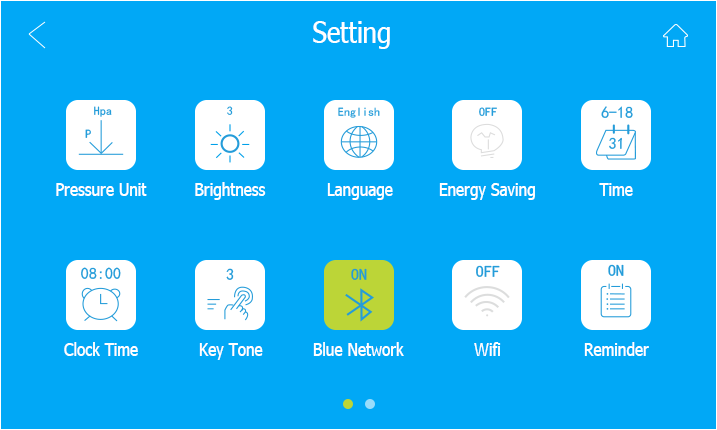 Setting
Hpa
P
3
English
OFF
6-18
31
Pressure Unit
Brightness
Language
Energy Saving
Time
08:00
3
ON
OFF
ON
Clock Time
Key Tone
Blue Network
Wifi
Reminder